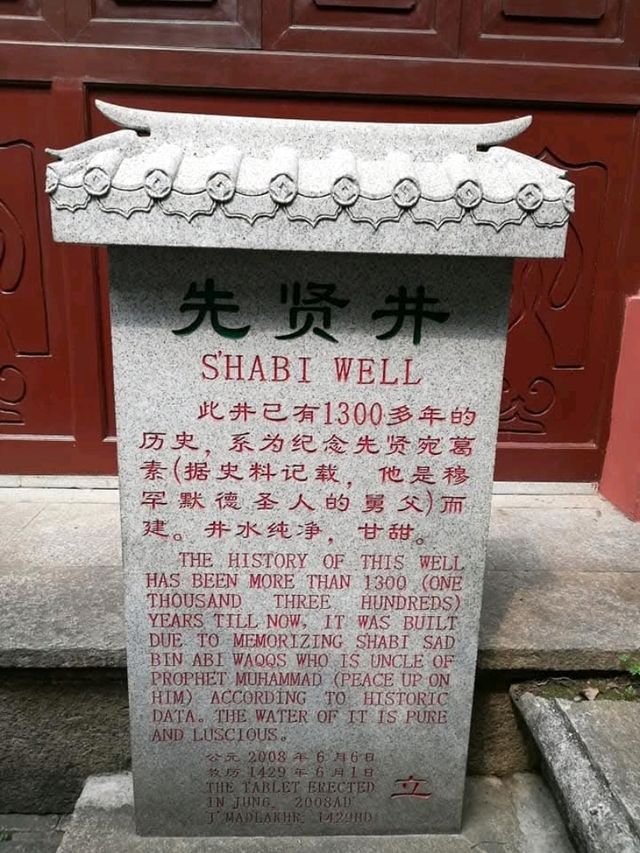 先贤井
S'HABI WELL
此井已有1300多年的
历史，系为纪念先贤宛葛
素(据史料记载，他是穆
罕默德圣人的舅父)而
建。井水纯净，甘甜。
THE HISTORY OF THIS WELL
HAS BEEN MORE THAN 1300 (ONE
THOUSAND THREE HUNDREDS)
YEARS TILL NOW, IT WAS BUILT
DUE TO MEMORIZING SHABI SAD
BIN ABI WAQOS WHO IS UNCLE OF
PROPHET MUHAMMAD (PEACE UP ON
HIM) ACCORDING TO HISTORIC
DATA. THE WATER OF IT IS PURE
AND LUSCIOUS.
公元 2008 年 6 月 6 日
教历 1429 年 6 月 1 日
立
THE TABLET ERECTED
IN JUN6, 2008AD
J'MADLAKHR, 1429HD